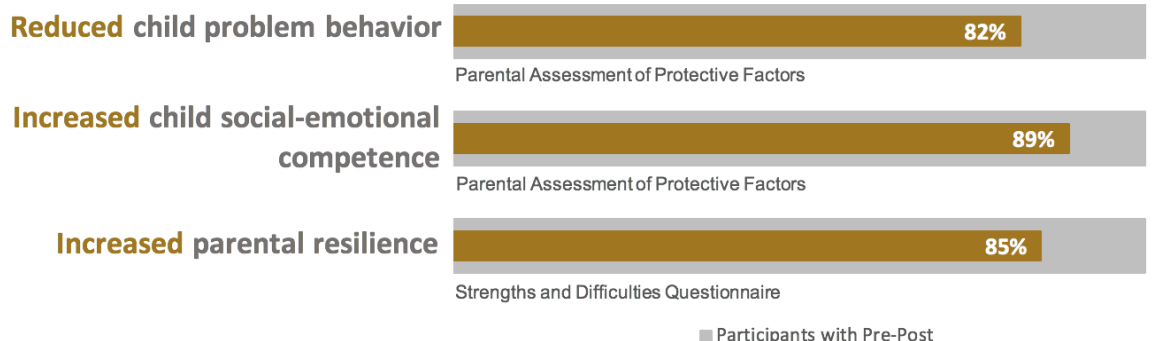 Reduced child problem behavior
82%
Parental Assessment of Protective Factors
Increased child social-emotional
competence
89%
Parental Assessment of Protective Factors
Increased parental resilience
85%
Strengths and Difficulties Questionnaire
Participants with Pre-Post